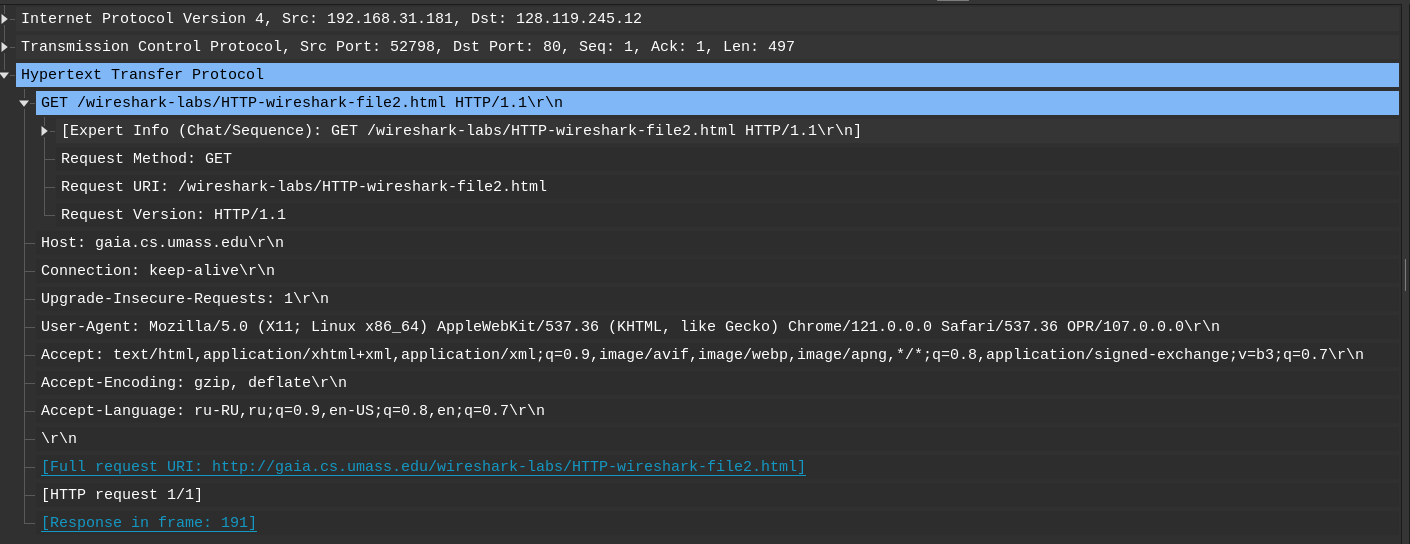 Internet Protocol Version 4, Src: 192.168.31.181, Dst: 128.119.245.12
Transmission Control Protocol, Src Port: 52798, Dst Port: 80, Seq: 1, Ack: 1, Len: 497
Hypertext Transfer Protocol
GET /wireshark-labs/HTTP-wireshark-file2.html HTTP/1.1\r\n
[Expert Info (Chat/Sequence): GET /wireshark-labs/HTTP-wireshark-file2.html HTTP/1.1\r\n]
Request Method: GET
Request URI: /wireshark-labs/HTTP-wireshark-file2.html
Request Version: HTTP/1.1
Host: gaia.cs.umass.edu\r\n
Connection: keep-alive\r\n
Upgrade-Insecure-Requests: 1\r\n
User-Agent: Mozilla/5.0 (X11; Linux x86_64) AppleWebKit/537.36 (KHTML, like Gecko) Chrome/121.0.0.0 Safari/537.36 OPR/107.0.0.0\r\n
Accept: text/html,application/xhtml+xml,application/xml;q=0.9,image/avif,image/webp,image/apng,*/*;q=0.8,application/signed-exchange;v=b3;q=0.7\r\n
Accept-Encoding: gzip, deflate\r\n
Accept-Language: ru-RU,ru;q=0.9,en-US;q=0.8,en;q=0.7\r\n
\r\n
[Full request URI: http://gaia.cs.umass.edu/wireshark-labs/HTTP-wireshark-file2.html]
[HTTP request 1/1]
[Response in frame: 191]